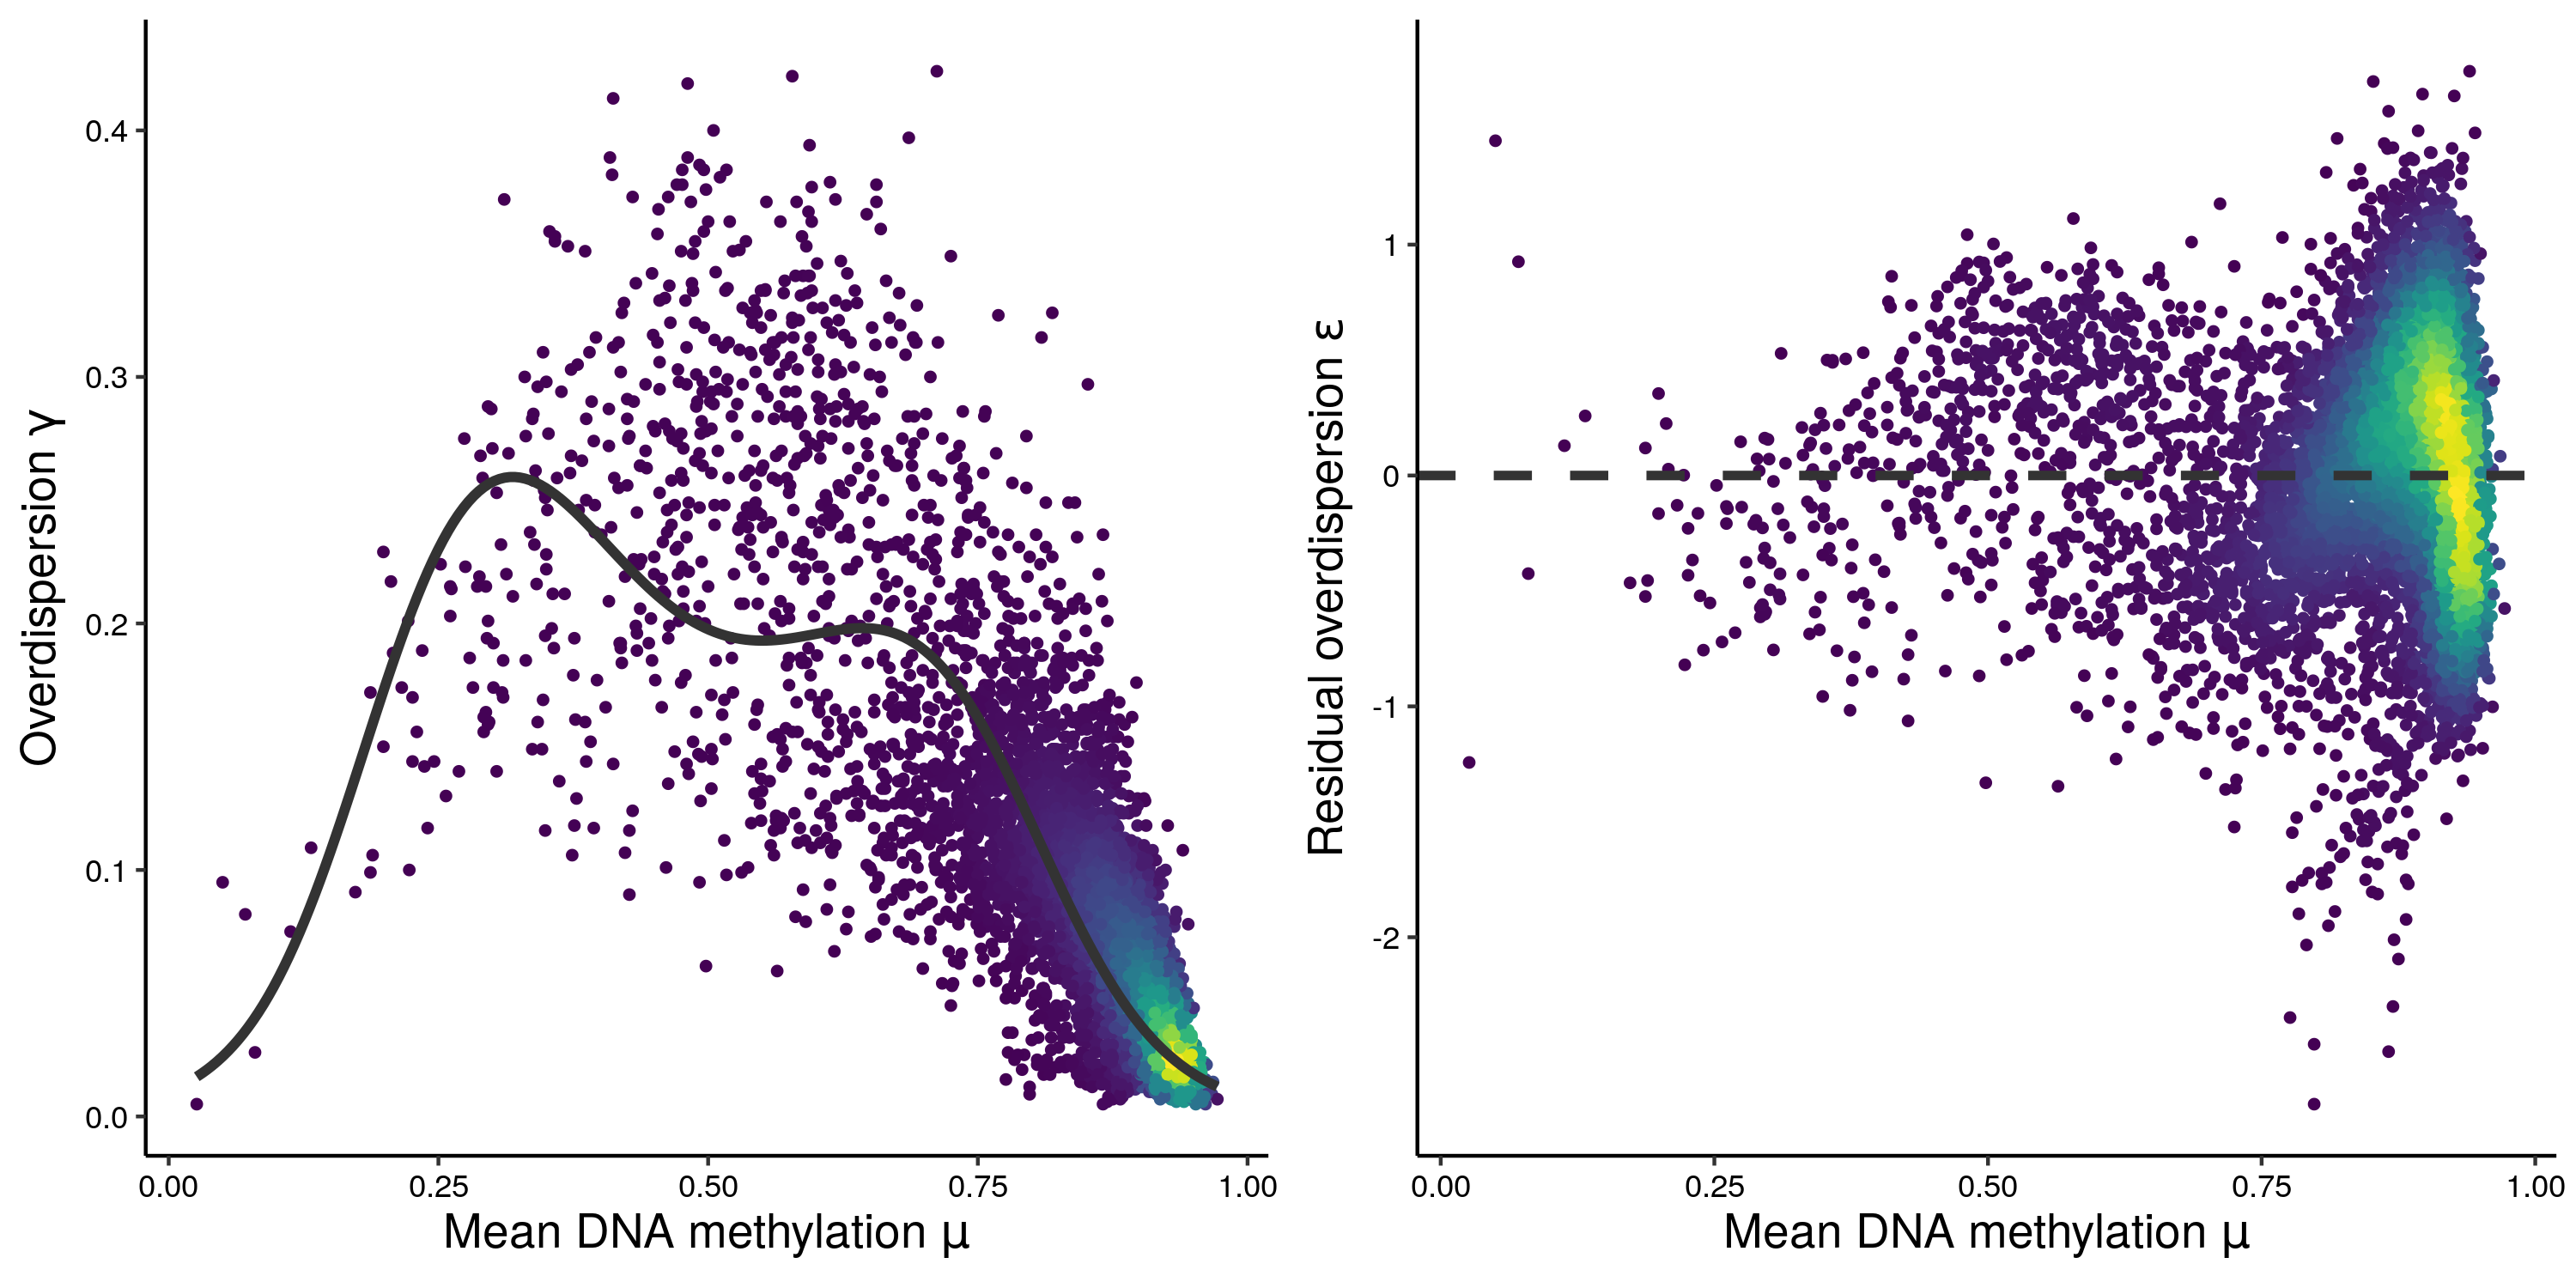 Overdispersion γ
0.4
0.3
0.2
0.1
0.0
0.00 0.25 0.50 0.75 1.00
Mean DNA methylation μ
Residual overdispersion ε
1
0
-1
-2
0.00 0.25 0.50 0.75 1.00
Mean DNA methylation μ